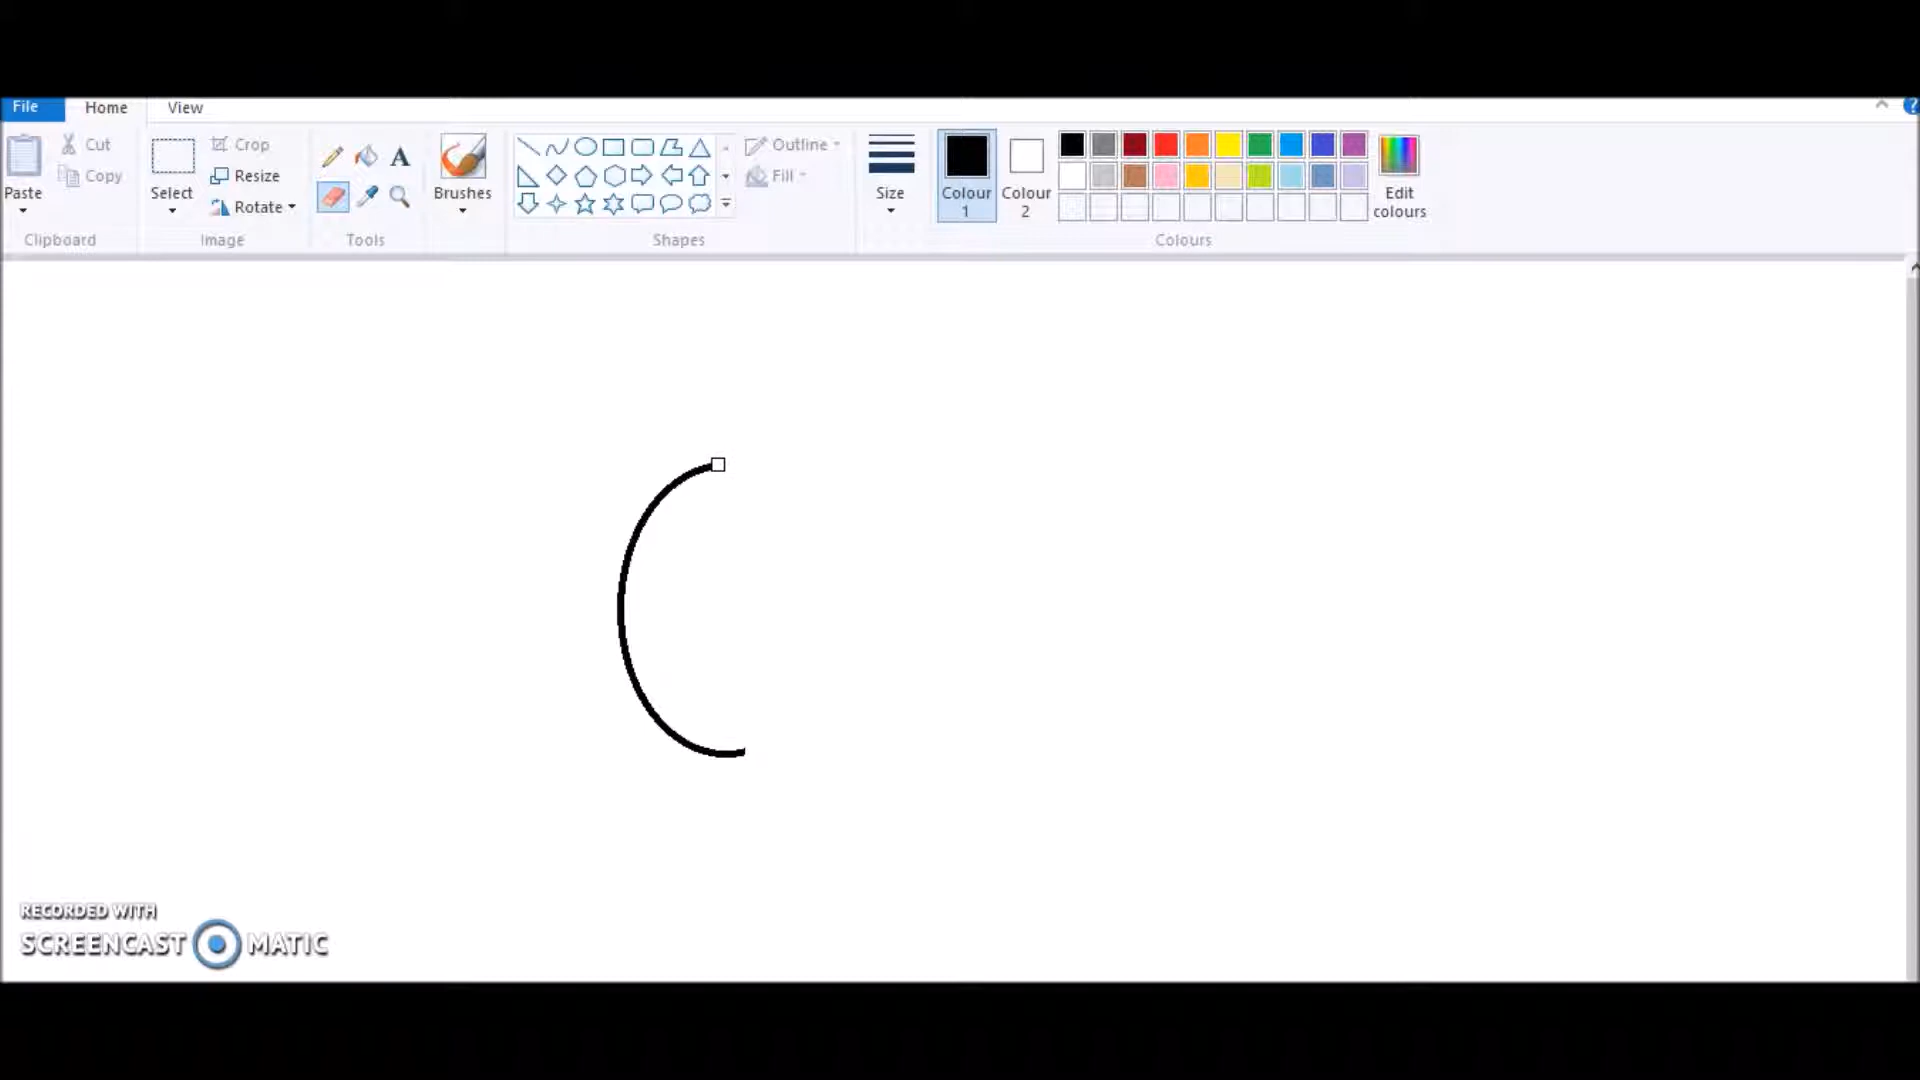 File Home View
Paste
Cut
Copy
Clipboard
Select
Crop
Resize
Rotate
Image
A
Tools
Brushes
Outline
Fill
Shapes
Size
Colour 1
Colour 2
Edit colours
Colours
?
RECORDED WITH
SCREENCAST MATIC